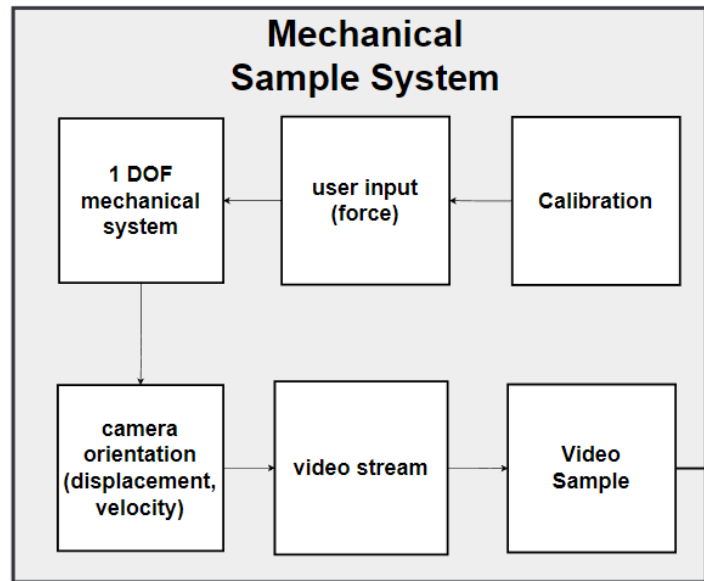 Mechanical
Sample System
1 DOF
mechanical
system
user input
(force)
Calibration
camera
orientation
(displacement,
velocity)
video stream
Video
Sample